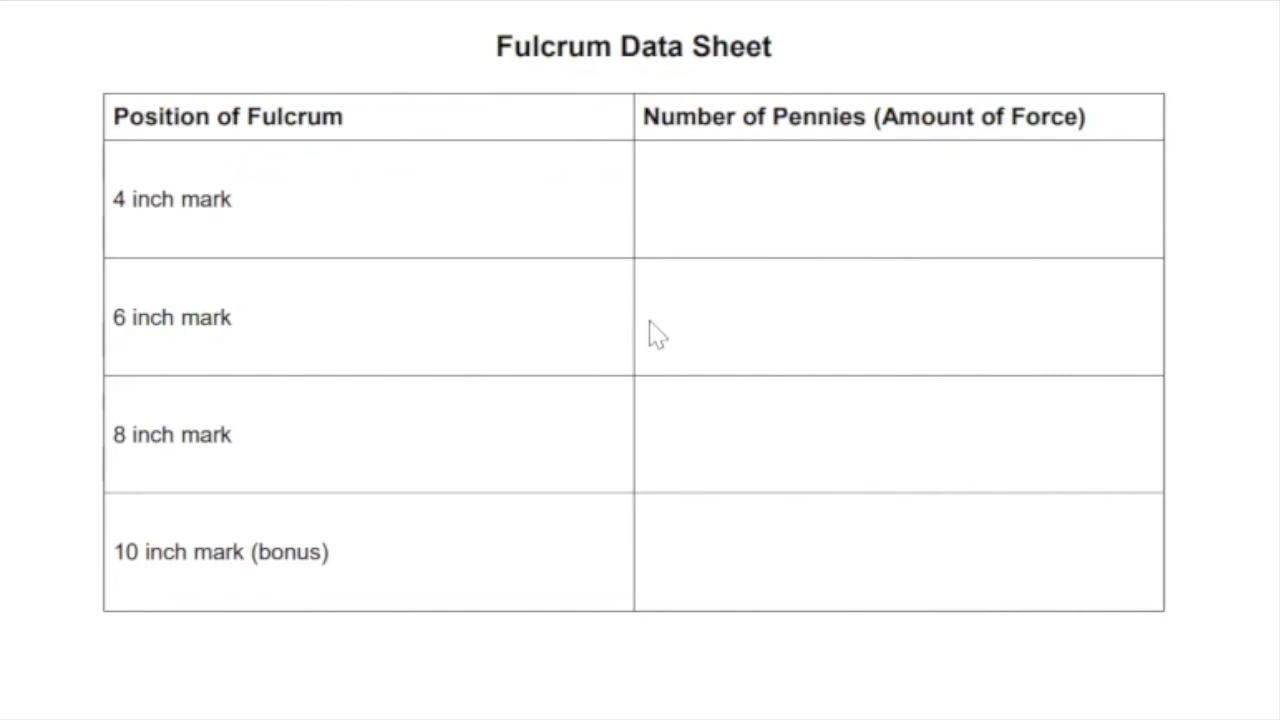 Fulcrum Data Sheet
Position of Fulcrum
Number of Pennies (Amount of Force)
4 inch mark
6 inch mark
8 inch mark
10 inch mark (bonus)